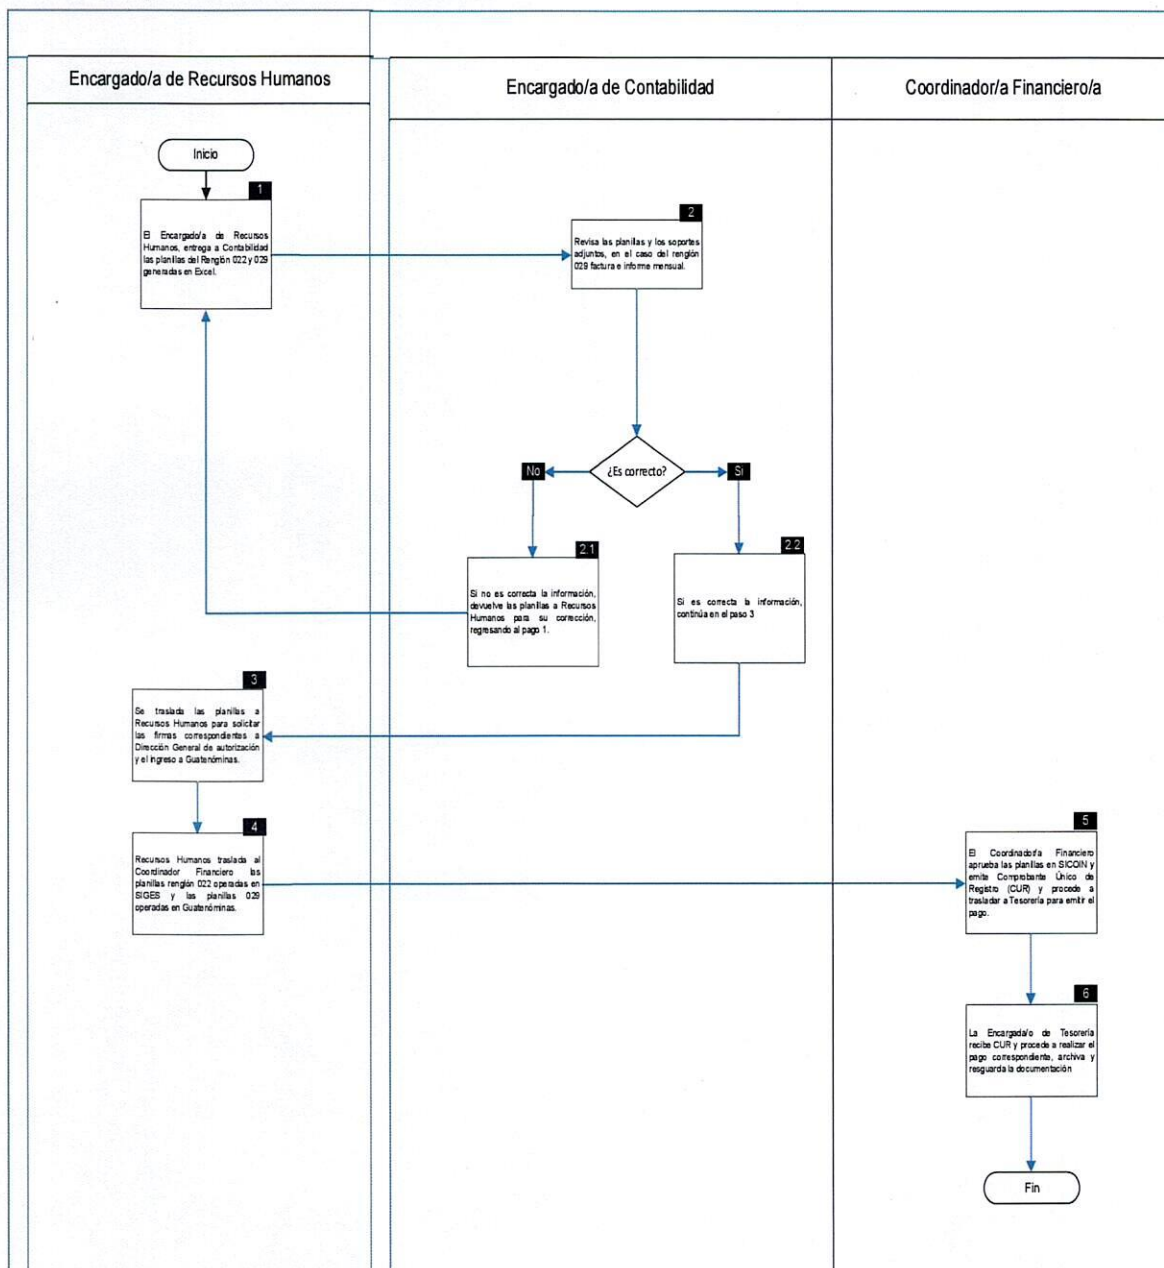 Encargado/a de Recursos Humanos
Encargado/a de Contabilidad
Coordinador/a Financiero/a
Inicio
1
El Encargado/a de Recursos
Humanos, entrega a Contabilidad
las planillas del Renglón 022 y 029
generadas en Excel.
2
Revisa las planillas y los soportes
adjuntos, en el caso del renglón
029 factura e informe mensual.
¿Es correcto?
No
Si
2.1
Si no es correcta la información,
devuelve las planillas a Recursos
Humanos para su corrección,
regresando al pago 1.
2.2
Si es correcta la información,
continúa en el paso 3
3
Se traslada las planillas a
Recursos Humanos para solicitar
las firmas correspondientes a
Dirección General de autorización
y el ingreso a Guatenóminas.
4
Recursos Humanos traslada al
Coordinador Financiero las
planillas renglón 022 operadas en
SIGES y las planillas 029
operadas en Guatenóminas.
5
El Coordinador/a Financiero
aprueba las planillas en SICOIN y
emite Comprobante Único de
Registro (CUR) y procede a
trasladar a Tesorería para emitir el
pago.
6
La Encargada/o de Tesorería
recibe CUR y procede a realizar el
pago correspondiente, archiva y
resguarda la documentación
Fin